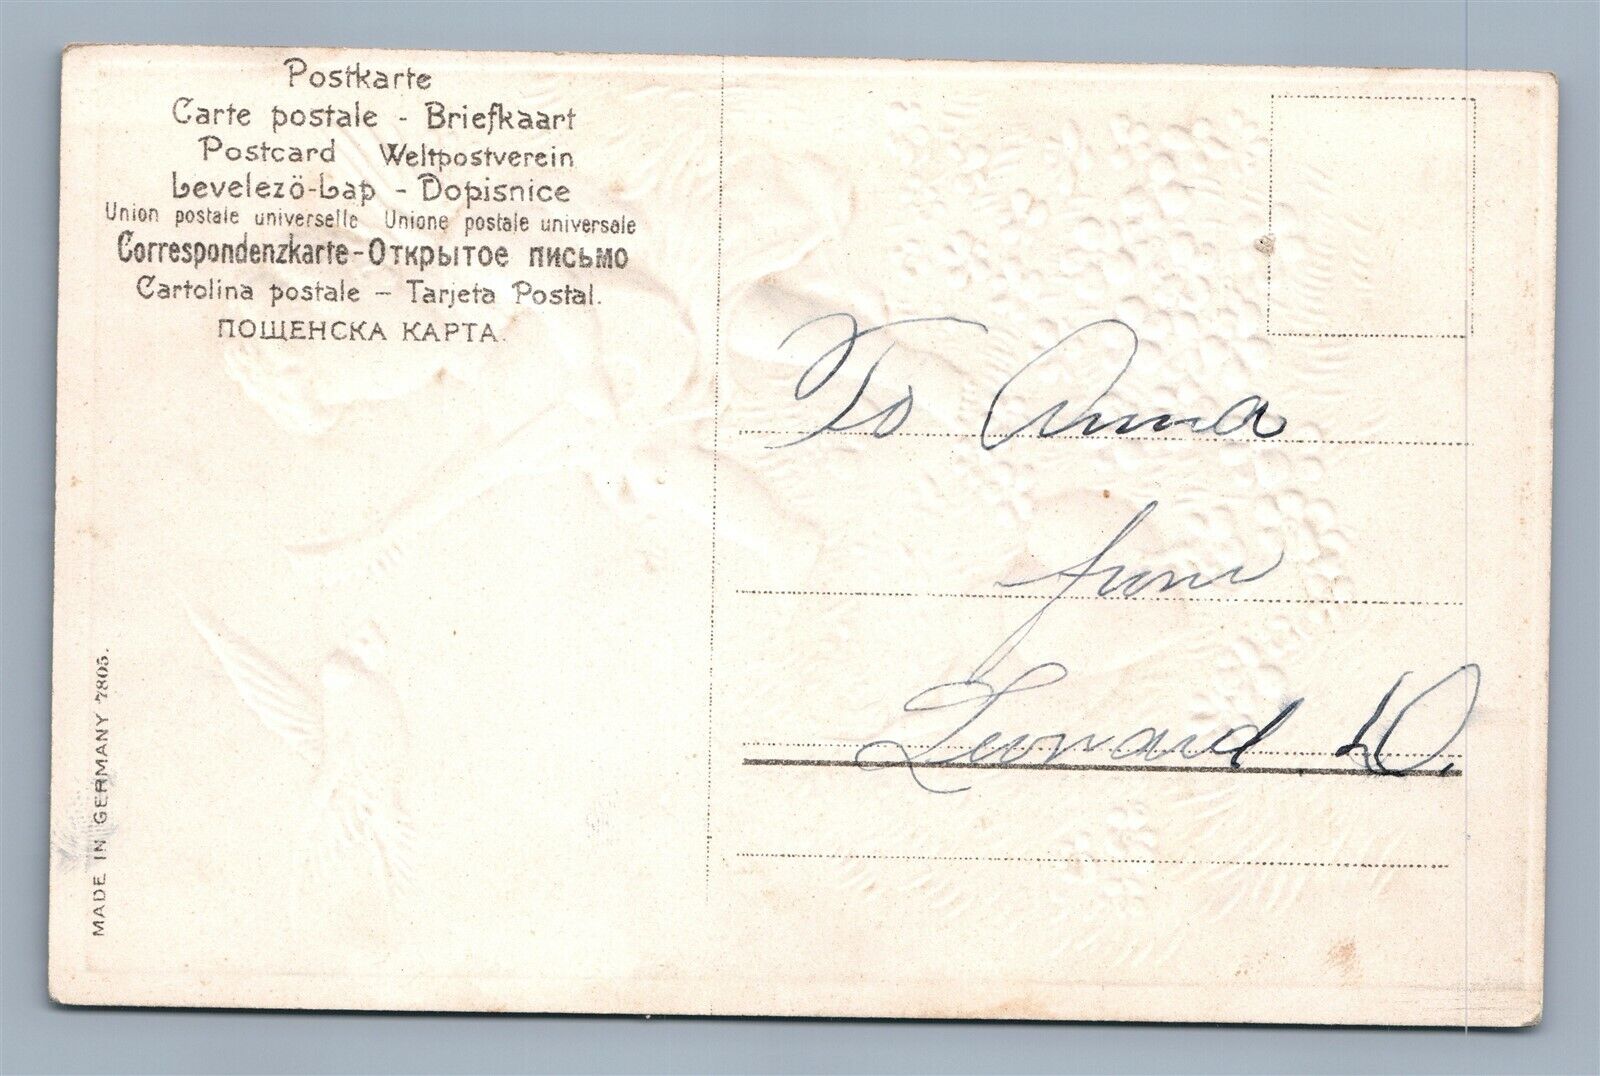 Postkarte
Carte postale - Briefkaart
Postcard Weltpostverein
Levelezö-Lap - Dopisnice
Union postale universelle Unione postale universale
Correspondenzkarte-Открытое письмо
Cartolina postale – Tarjeta Postal.
ПОЩЕНСКА КАРТА.
To Anna
from
Leonard D.
MADE IN GERMANY 7805.